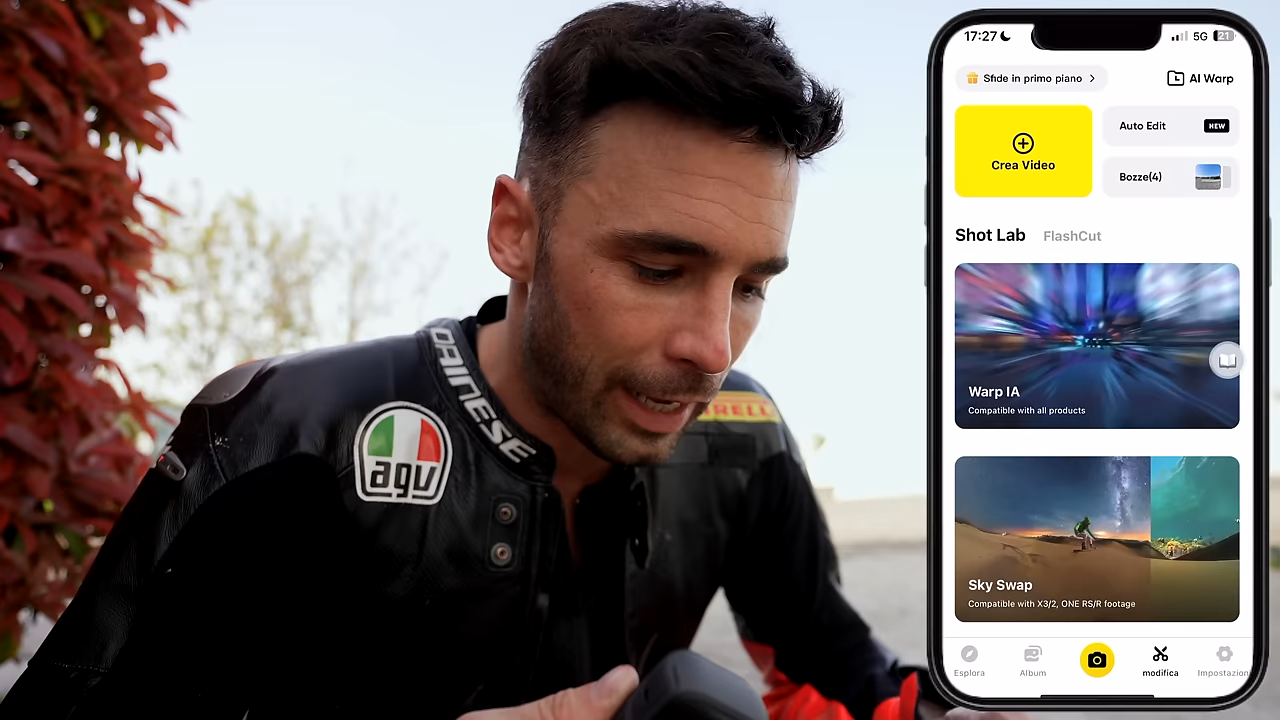 DAINESE
agv
17:27
5G
21
Sfide in primo piano
AI Warp
Crea Video
Auto Edit
NEW
Bozze(4)
Shot Lab
FlashCut
Warp IA
Compatible with all products
Sky Swap
Compatible with X3/2, ONE RS/R footage
Esplora
Album
modifica
Impostazion